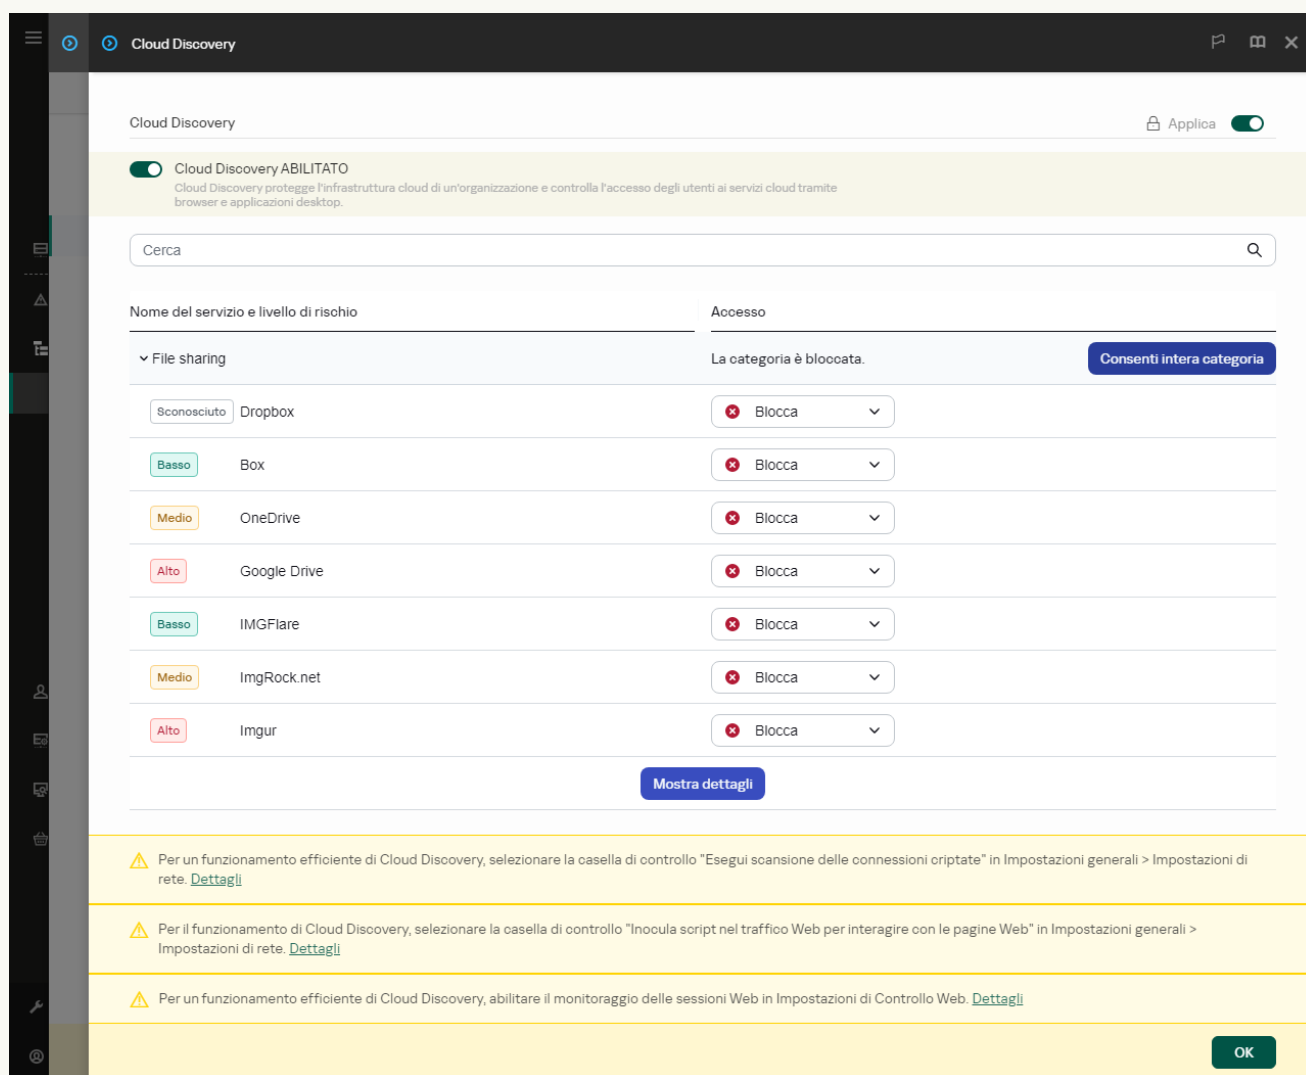 Cloud Discovery
Cloud Discovery
Applica
Cloud Discovery ABILITATO
Cloud Discovery protegge l'infrastruttura cloud di un'organizzazione e controlla l'accesso degli utenti ai servizi cloud tramite
browser e applicazioni desktop.
Cerca
Nome del servizio e livello di rischio
Accesso
File sharing
La categoria è bloccata.
Consenti intera categoria
Sconosciuto Dropbox
Blocca
Basso Box
Blocca
Medio OneDrive
Blocca
Alto Google Drive
Blocca
Basso IMGFlare
Blocca
Medio ImgRock.net
Blocca
Alto Imgur
Blocca
Mostra dettagli
Per un funzionamento efficiente di Cloud Discovery, selezionare la casella di controllo "Esegui scansione delle connessioni criptate" in Impostazioni generali > Impostazioni di
rete. Dettagli
Per il funzionamento di Cloud Discovery, selezionare la casella di controllo "Inocula script nel traffico Web per interagire con le pagine Web" in Impostazioni generali >
Impostazioni di rete. Dettagli
Per un funzionamento efficiente di Cloud Discovery, abilitare il monitoraggio delle sessioni Web in Impostazioni di Controllo Web. Dettagli
OK